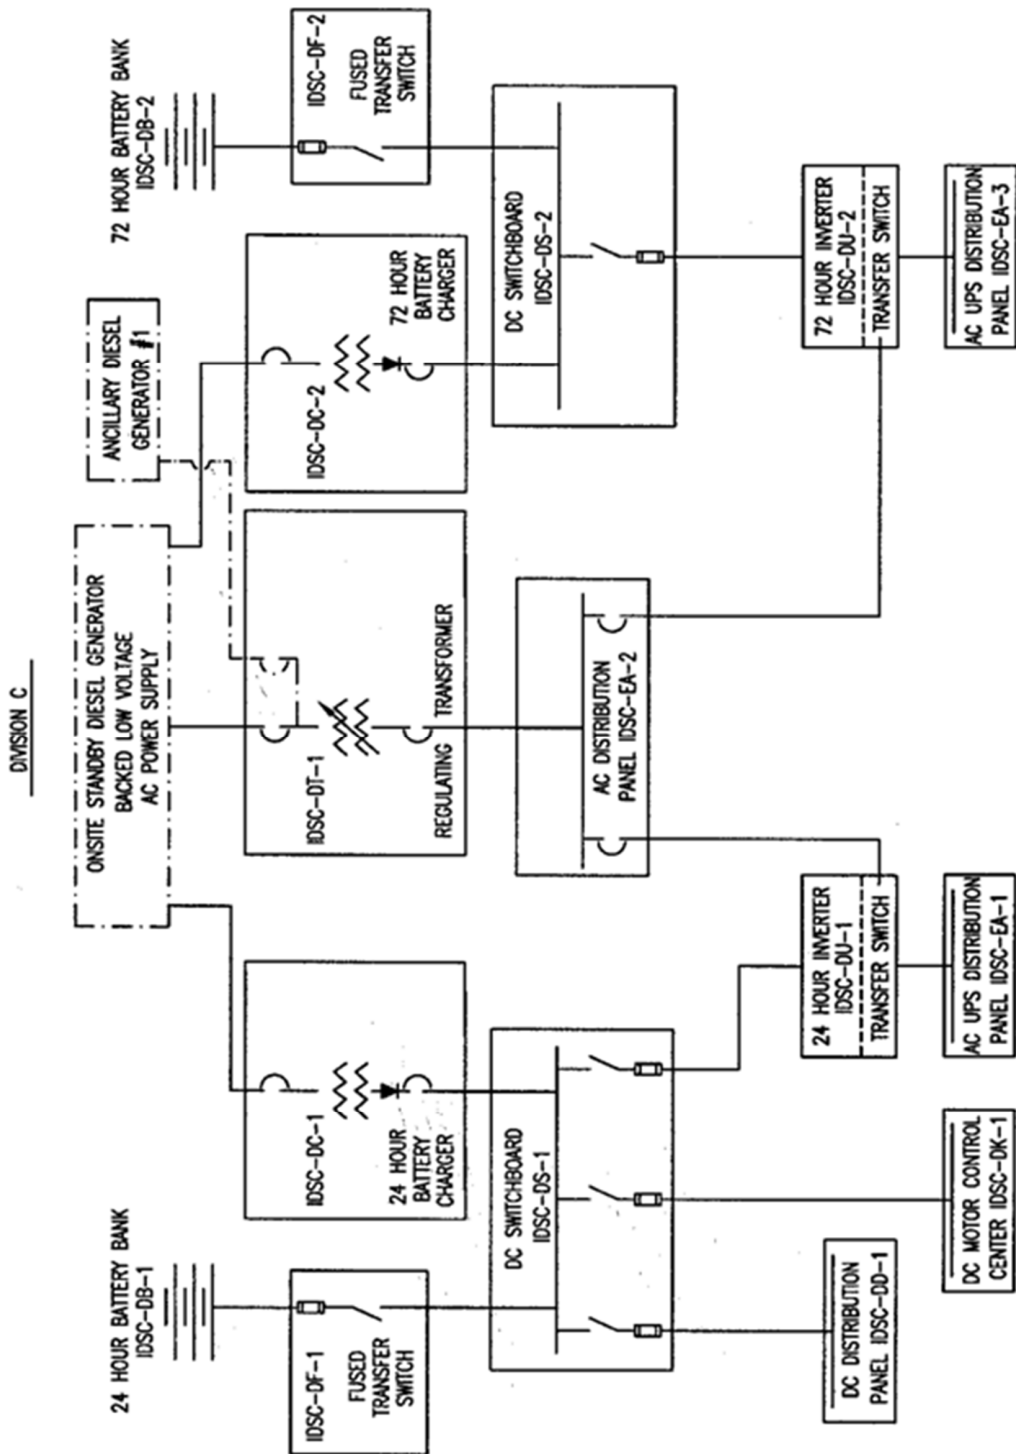 DIVISION C
24 HOUR BATTERY BANK
IDSC-DB-1
ONSITE STANDBY DIESEL GENERATOR
BACKED LOW VOLTAGE
AC POWER SUPPLY
ANCILLARY DIESEL
GENERATOR #1
72 HOUR BATTERY BANK
IDSC-DB-2
IDSC-DF-1
FUSED
TRANSFER
SWITCH
IDSC-DC-1
24 HOUR
BATTERY
CHARGER
IDSC-DT-1
REGULATING TRANSFORMER
IDSC-DC-2
72 HOUR
BATTERY
CHARGER
IDSC-DF-2
FUSED
TRANSFER
SWITCH
DC SWITCHBOARD
IDSC-DS-1
AC DISTRIBUTION
PANEL IDSC-EA-2
DC SWITCHBOARD
IDSC-DS-2
24 HOUR INVERTER
IDSC-DU-1
TRANSFER SWITCH
72 HOUR INVERTER
IDSC-DU-2
TRANSFER SWITCH
DC DISTRIBUTION
PANEL IDSC-DD-1
DC MOTOR CONTROL
CENTER IDSC-DK-1
AC UPS DISTRIBUTION
PANEL IDSC-EA-1
AC UPS DISTRIBUTION
PANEL IDSC-EA-3